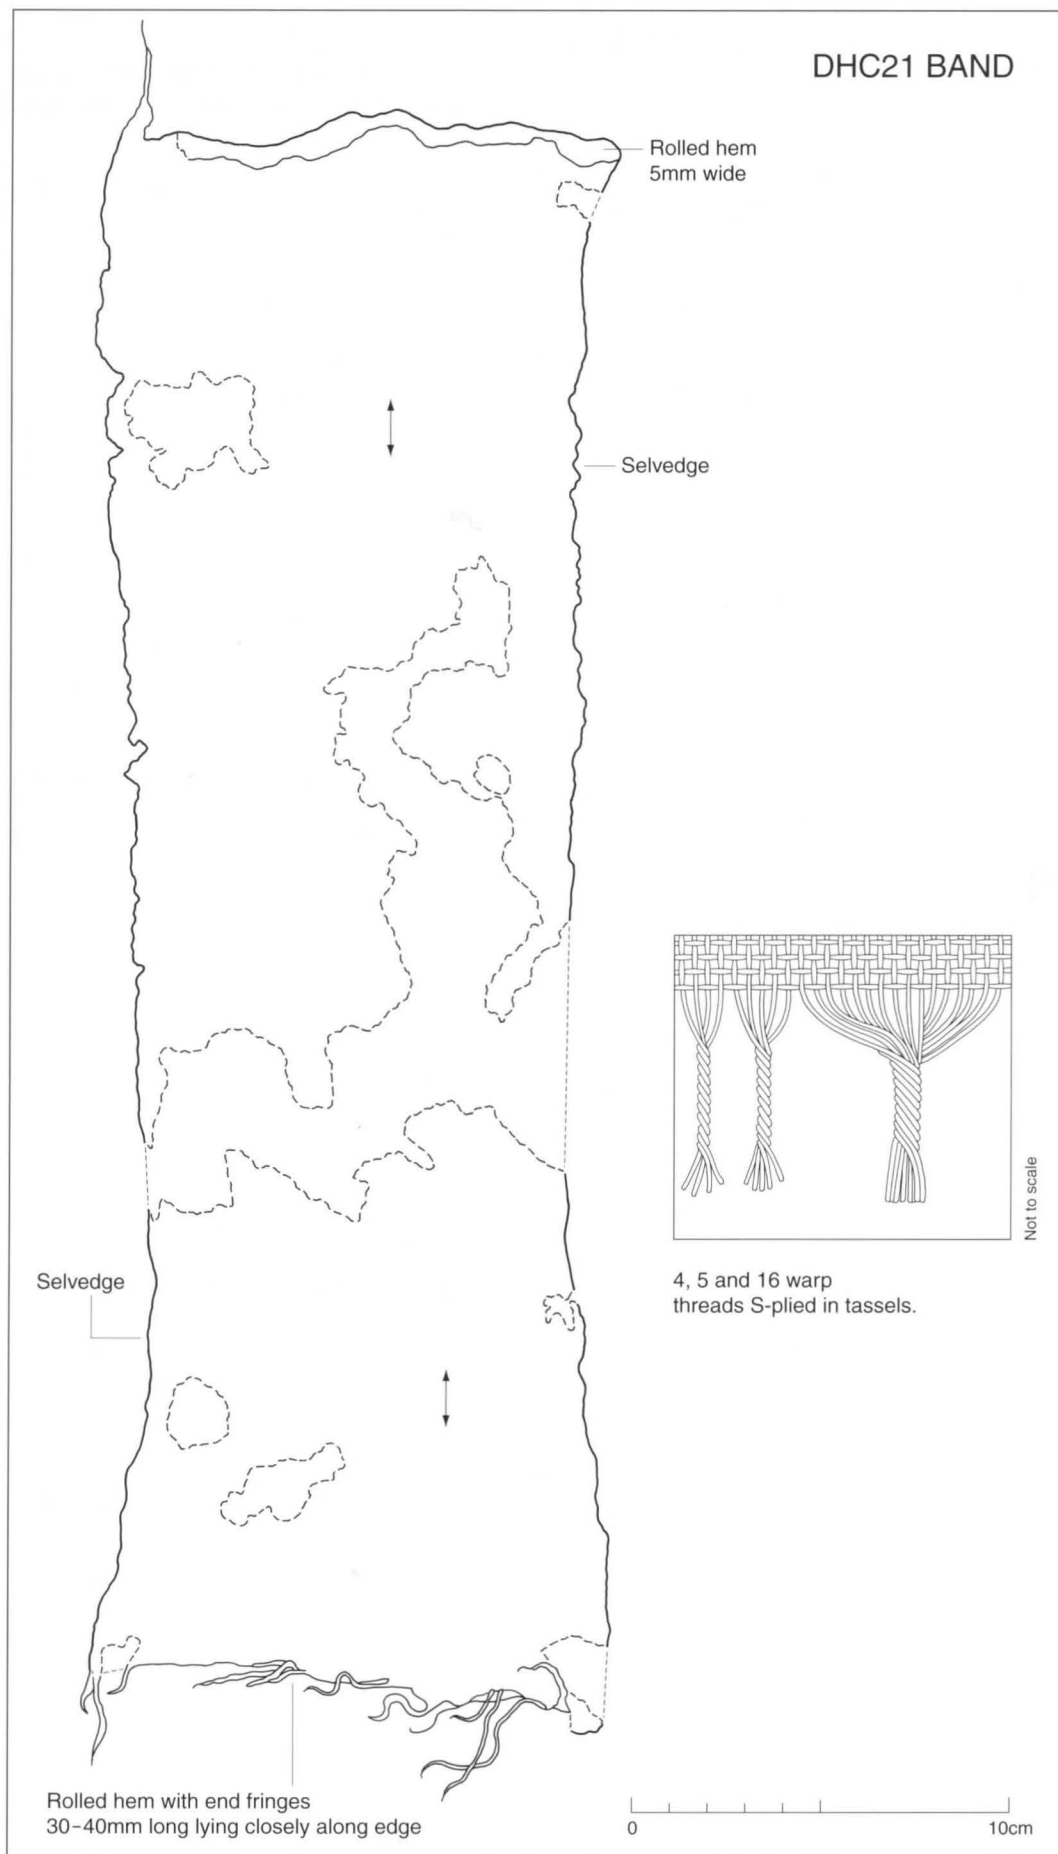 DHC21 BAND
Rolled hem
5mm wide
Selvedge
Not to scale
Selvedge
4, 5 and 16 warp
threads S-plied in tassels.
Rolled hem with end fringes
30–40mm long lying closely along edge
0
10cm